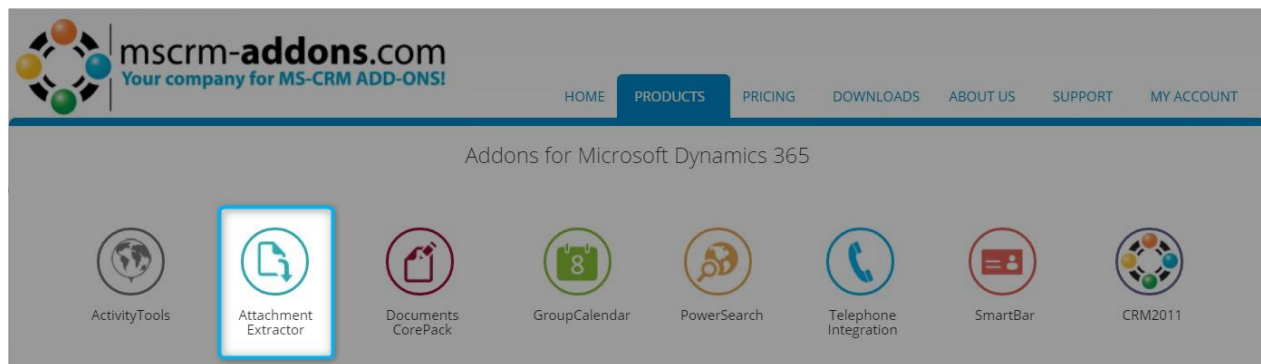 mscrm-addons.com
Your company for MS-CRM ADD-ONS!
HOME PRODUCTS PRICING DOWNLOADS ABOUT US SUPPORT MY ACCOUNT
Addons for Microsoft Dynamics 365
8
ActivityTools
Attachment
Extractor
Documents
CorePack
GroupCalendar
PowerSearch
Telephone
Integration
SmartBar
CRM2011